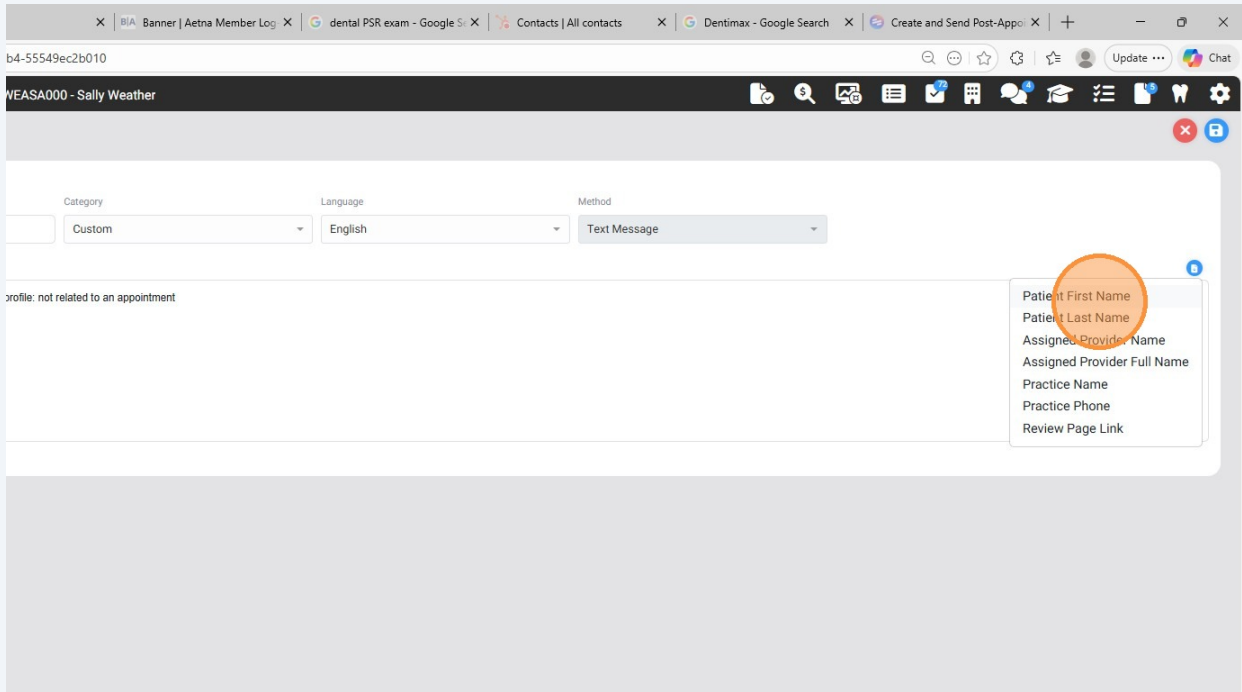 B|A Banner | Aetna Member Log
dental PSR exam - Google Se
Contacts | All contacts
Dentimax - Google Search
Create and Send Post-Appoi
b4-55549ec2b010
Update
Chat
WEASA000 - Sally Weather
72
4
5
Category
Language
Method
Custom
English
Text Message
profile: not related to an appointment
Patient First Name
Patient Last Name
Assigned Provider Name
Assigned Provider Full Name
Practice Name
Practice Phone
Review Page Link